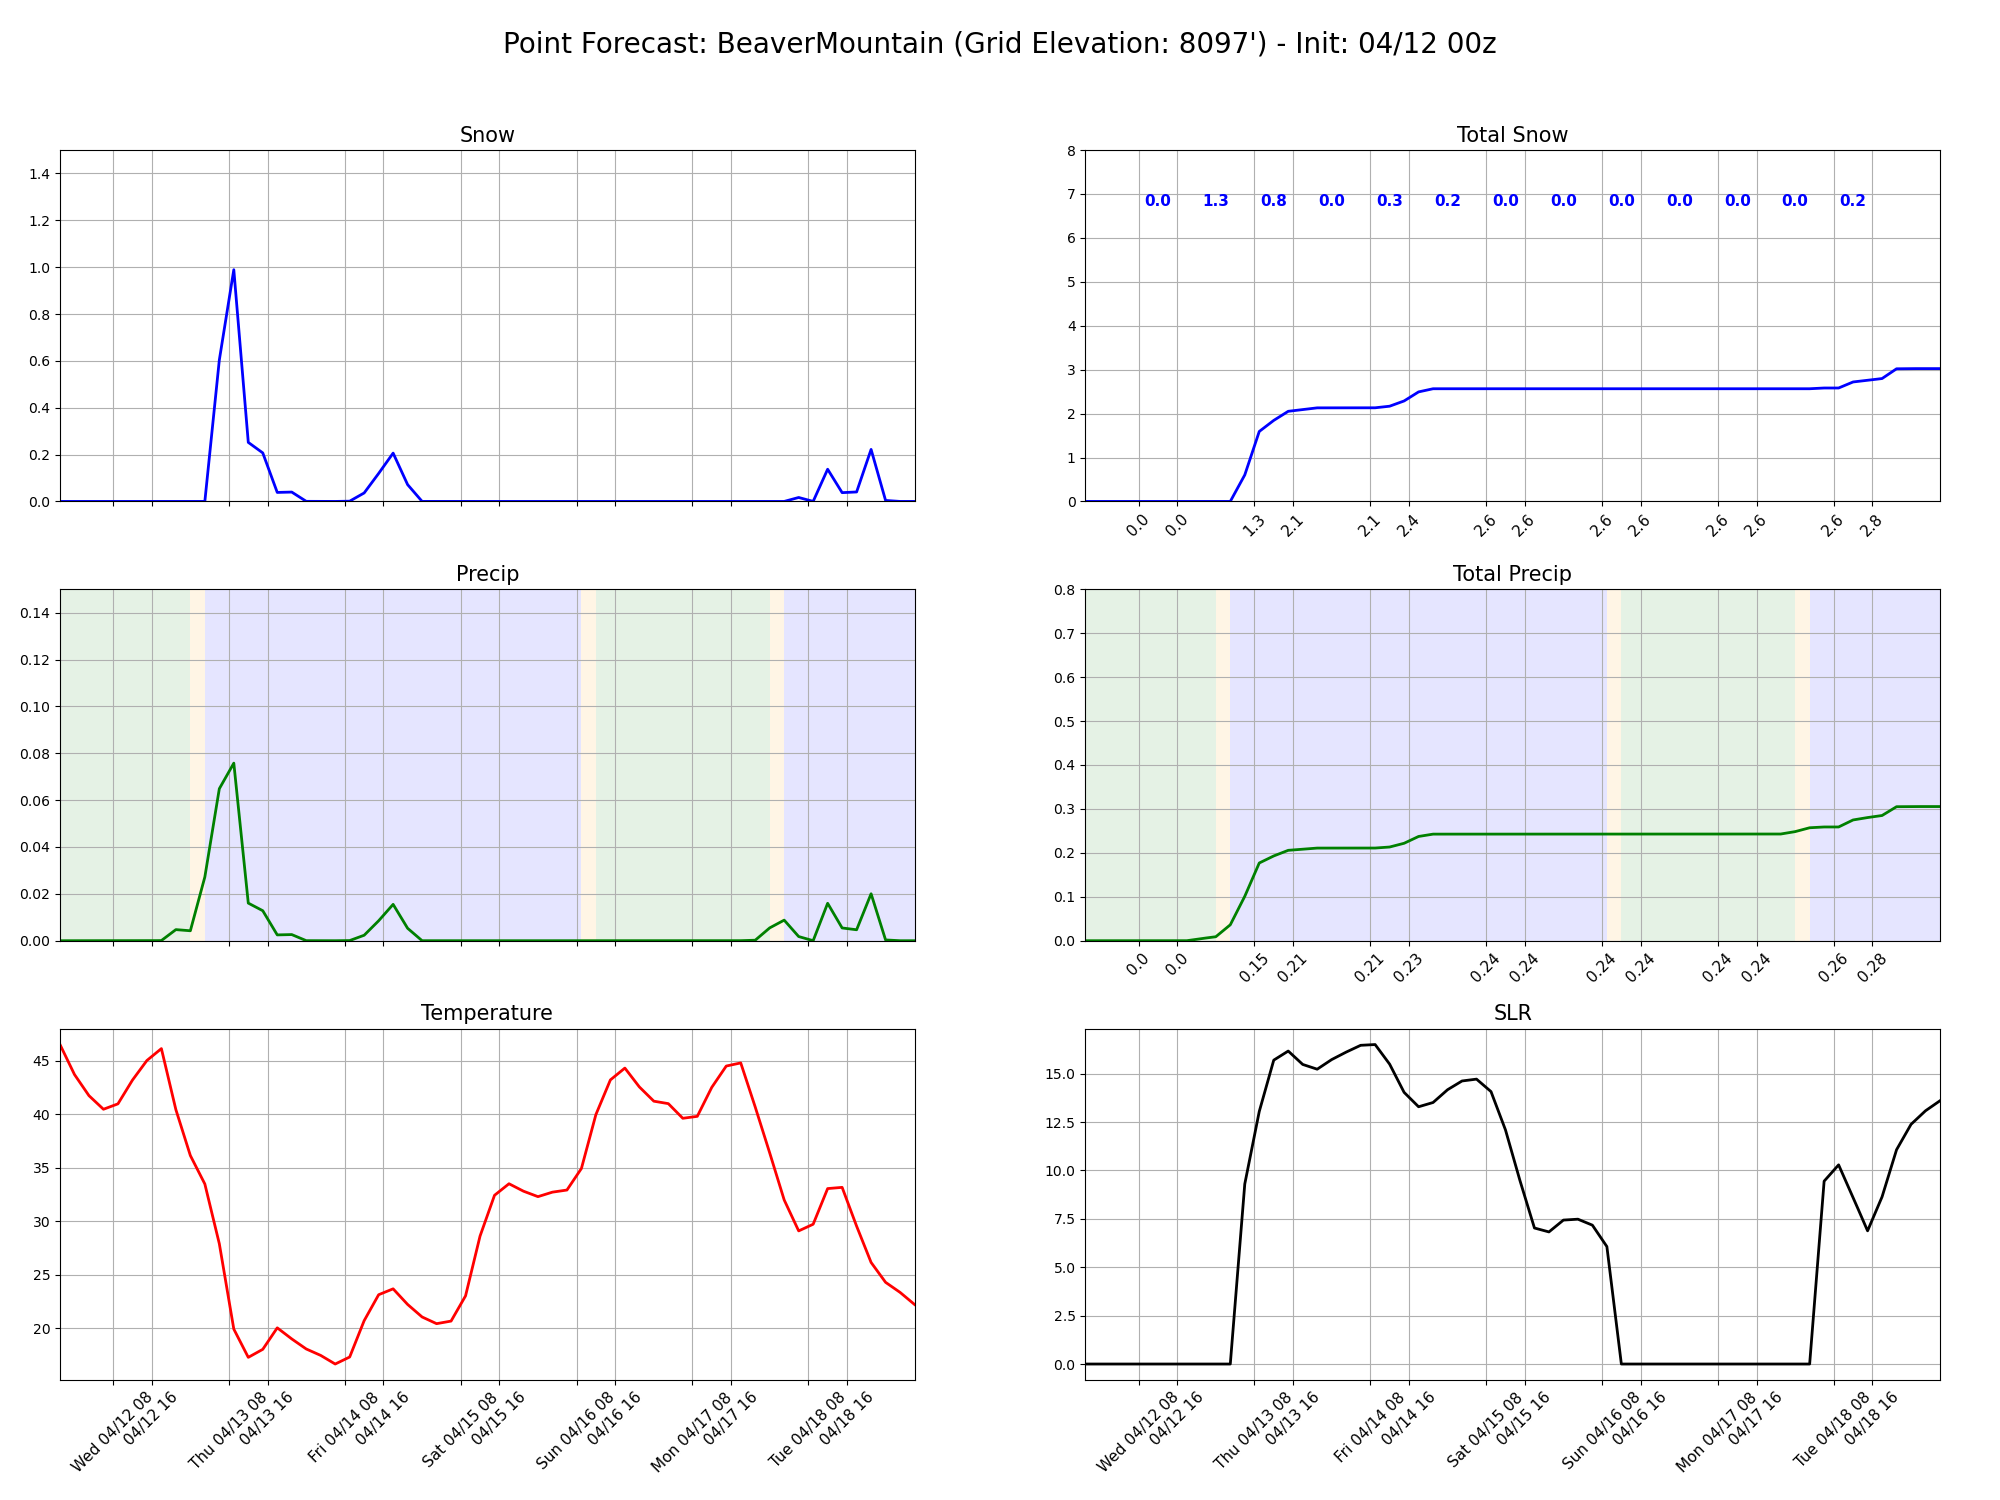 Point Forecast: BeaverMountain (Grid Elevation: 8097') - Init: 04/12 00z
Snow
1.4
1.2
1.0
0.8
0.6
0.4
0.2
0.0
Total Snow
8
7
6
5
4
3
2
1
0
0.0 1.3 0.8 0.0 0.3 0.2 0.0 0.0 0.0 0.0 0.0 0.0 0.2
0.0 0.0 1.3 2.1 2.1 2.4 2.6 2.6 2.6 2.6 2.6 2.6 2.6 2.8
Precip
0.14
0.12
0.10
0.08
0.06
0.04
0.02
0.00
Total Precip
0.8
0.7
0.6
0.5
0.4
0.3
0.2
0.1
0.0
0.0 0.0 0.15 0.21 0.21 0.23 0.24 0.24 0.24 0.24 0.24 0.24 0.26 0.28
Temperature
45
40
35
30
25
20
Wed 04/12 08
04/12 16
Thu 04/13 08
04/13 16
Fri 04/14 08
04/14 16
Sat 04/15 08
04/15 16
Sun 04/16 08
04/16 16
Mon 04/17 08
04/17 16
Tue 04/18 08
04/18 16
SLR
15.0
12.5
10.0
7.5
5.0
2.5
0.0
Wed 04/12 08
04/12 16
Thu 04/13 08
04/13 16
Fri 04/14 08
04/14 16
Sat 04/15 08
04/15 16
Sun 04/16 08
04/16 16
Mon 04/17 08
04/17 16
Tue 04/18 08
04/18 16